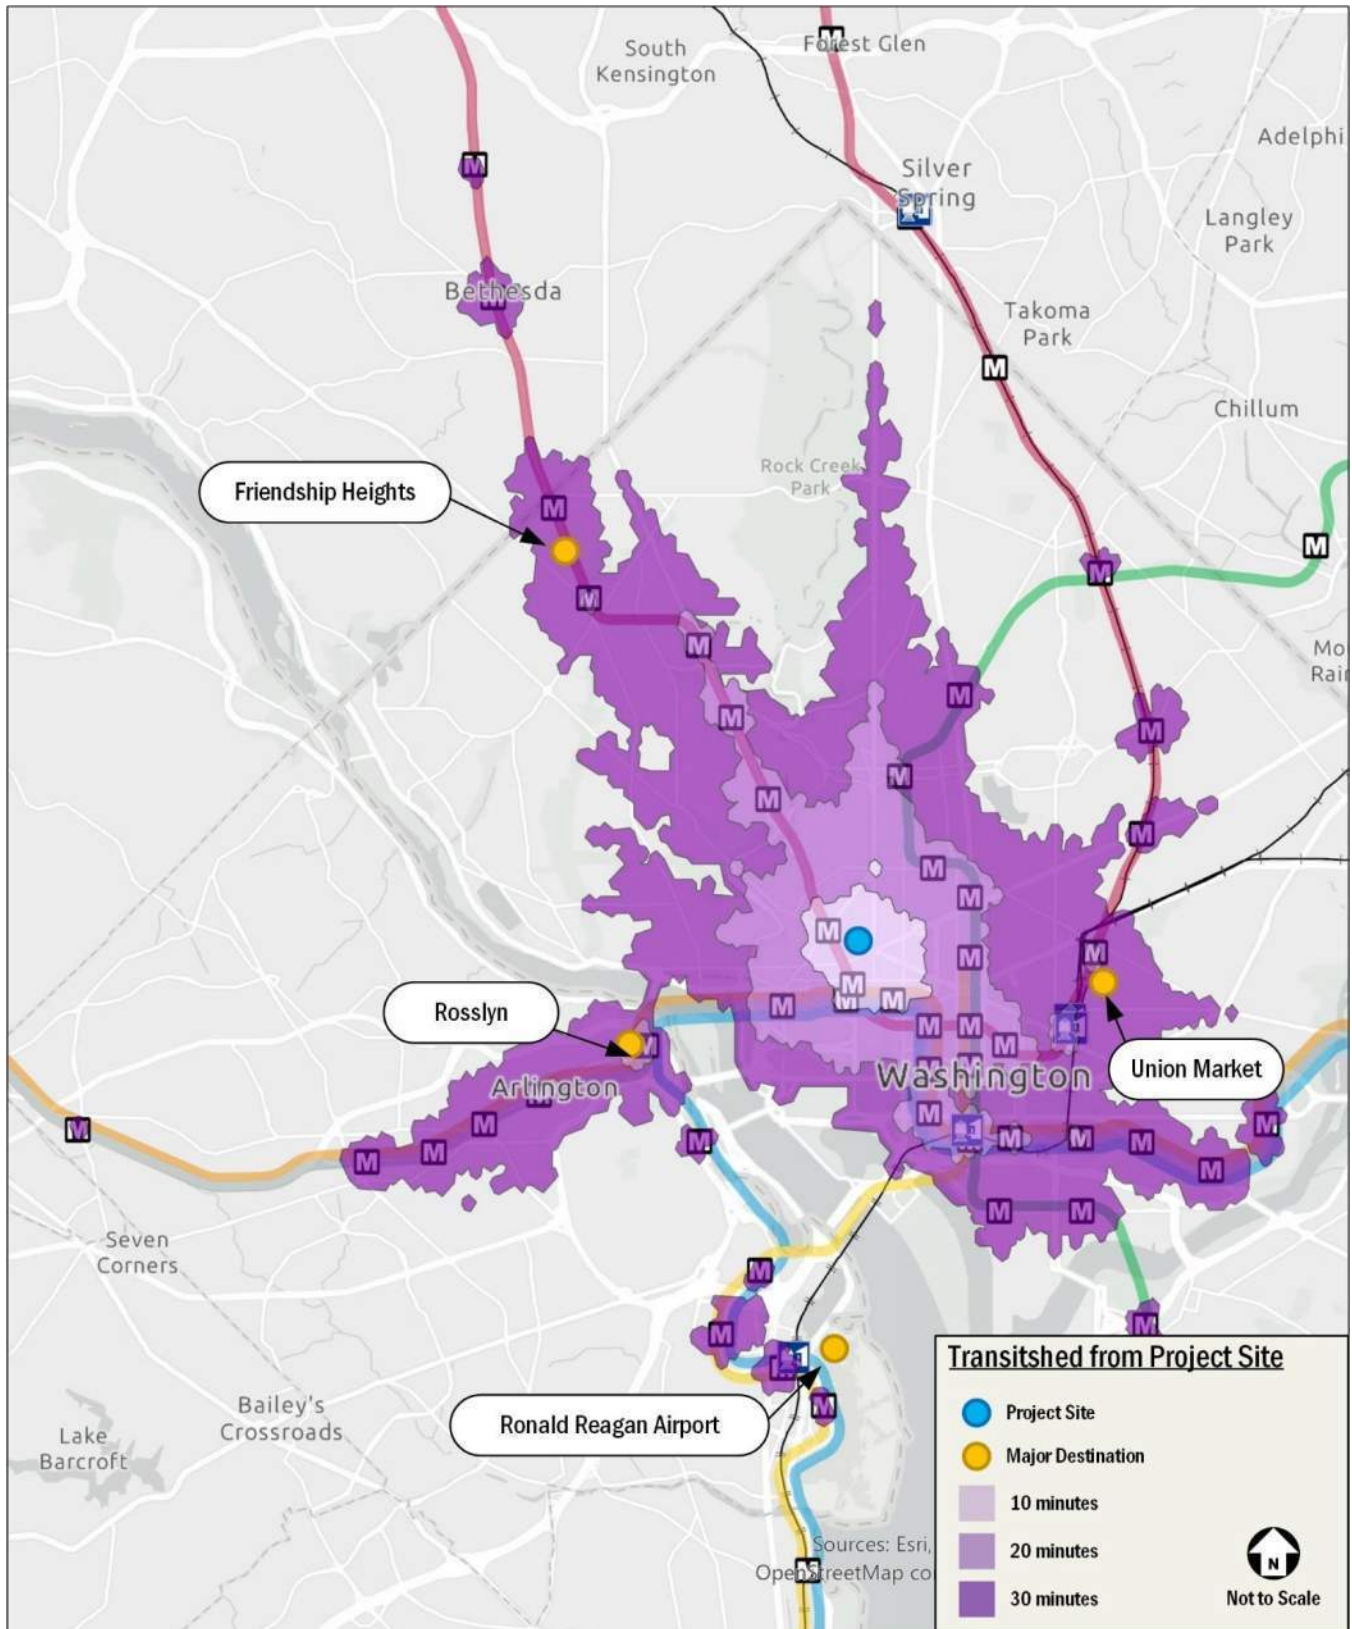 Forest Glen
South
Kensington
Adelphi
Silver
Spring
Langley
Park
Bethesda
Takoma
Park
Chillum
Rock Creek
Park
Friendship Heights
Mo
Rair
Rosslyn
Arlington
Washington
Union Market
Seven
Corners
Ronald Reagan Airport
Bailey's
Crossroads
Lake
Barcroft
Sources: Esri,
OpenStreetMap co
Transitshed from Project Site
Project Site
Major Destination
10 minutes
20 minutes
30 minutes
N
Not to Scale